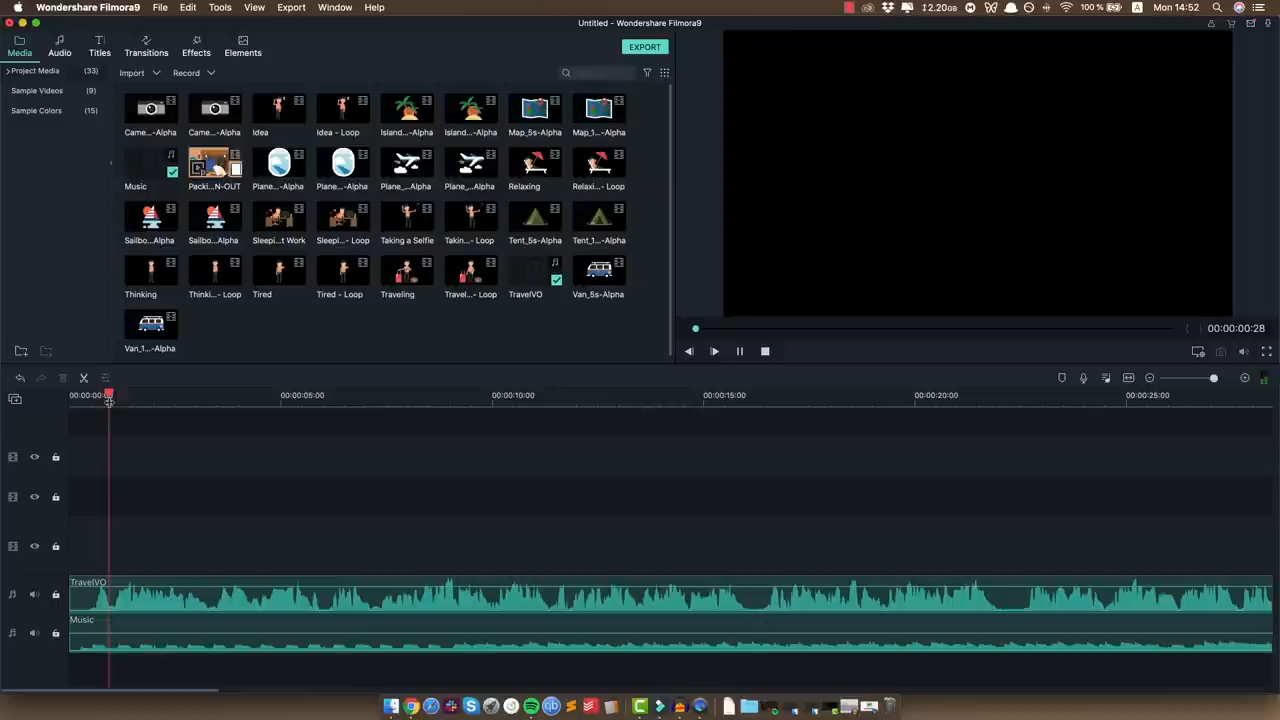 Wondershare Filmora9 File Edit Tools View Export Window Help 2.20GB 100 % A Mon 14:52
Untitled - Wondershare Filmora9
Media Audio Titles Transitions Effects Elements EXPORT
Project Media (33) Import Record
Sample Videos (9)
Sample Colors (15)
Came...-Alpha Came...-Alpha Idea Idea - Loop Island...-Alpha Island...-Alpha Map_5s-Alpha Map_1...-Alpha
Music Packi...N-OUT Plane...-Alpha Plane...-Alpha Plane_...-Alpha Plane_...-Alpha Relaxing Relaxi... - Loop
Sailbo...Alpha Sailbo...Alpha Sleepi...t Work Sleepi... - Loop Taking a Selfie Takin... - Loop Tent_5s-Alpha Tent_1...-Alpha
Thinking Thinki... - Loop Tired Tired - Loop Traveling Travel... - Loop TravelVO Van_5s-Alpha
Van_1...-Alpha
00:00:00:28
00:00:00:0 00:00:05:00 00:00:10:00 00:00:15:00 00:00:20:00 00:00:25:00
TravelVO
Music